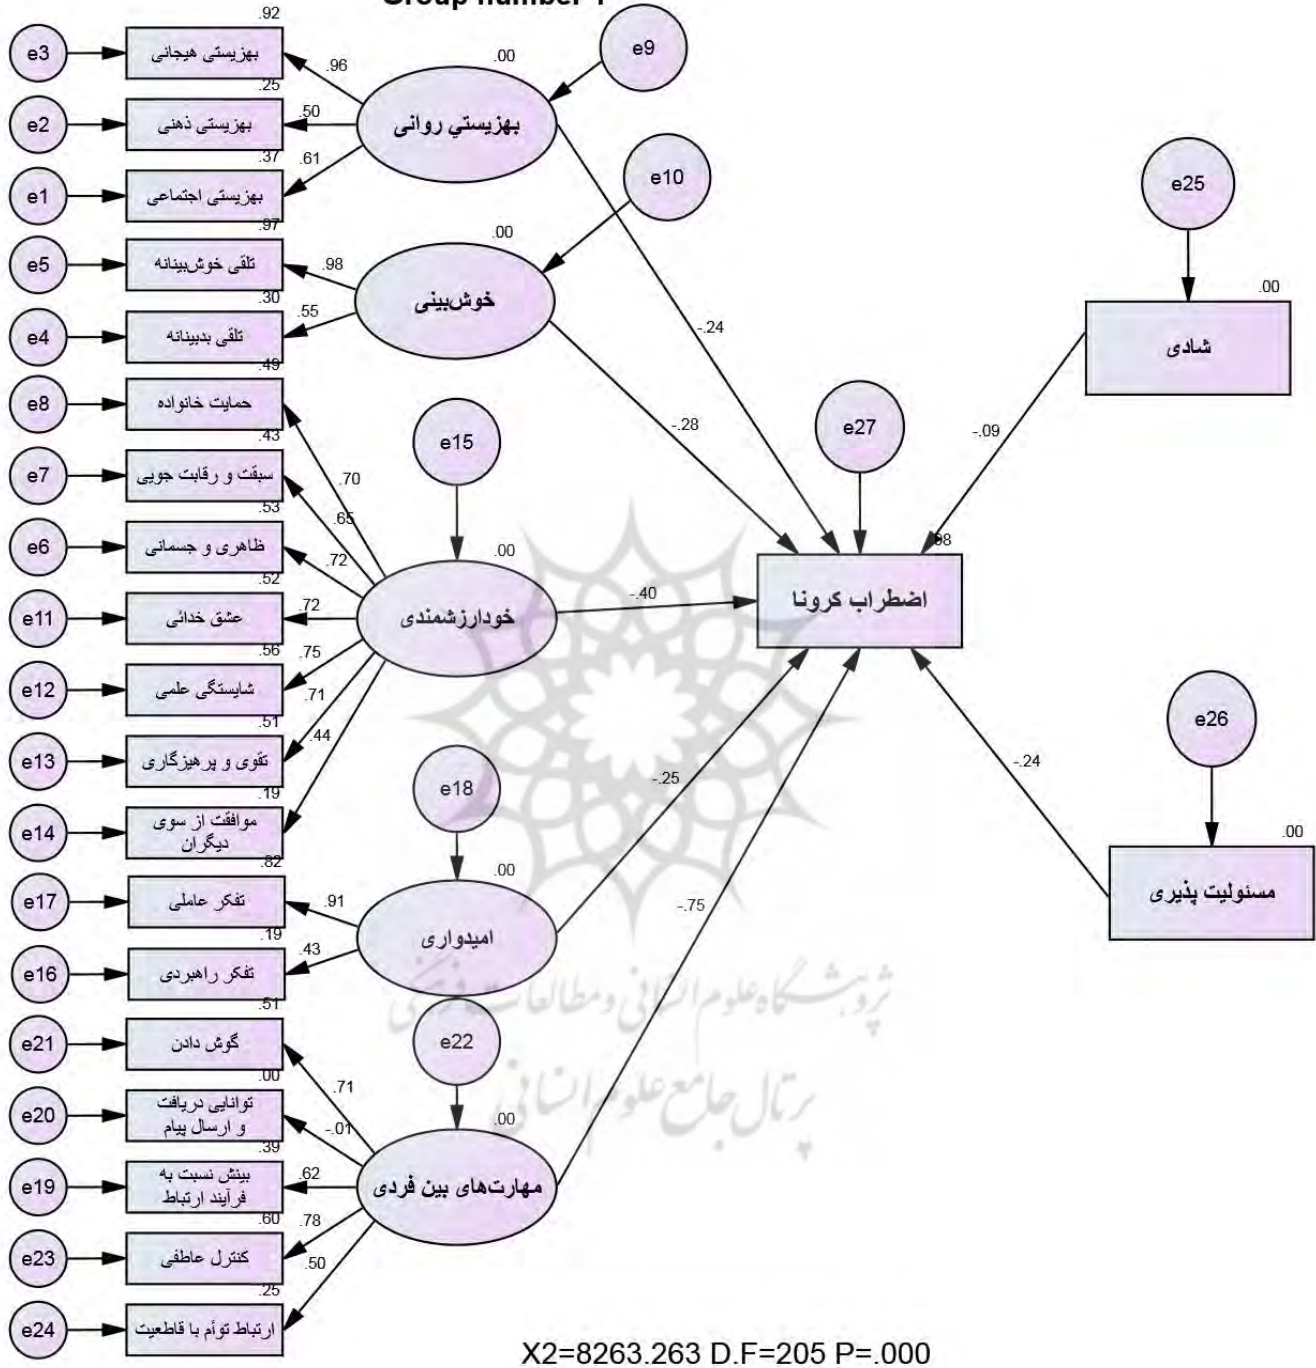 .92
e3
بهزیستی هیجانی
.96
.00
e9
.25
e2
بهزیستی ذهنی
.50
بهزیستي روانی
.37
.61
e1
بهزیستی اجتماعی
e10
e25
.97
e5
تلقی خوش‌بینانه
.98
.00
.30
خوش‌بینی
e4
تلقی بدبینانه
.55
-.24
.00
شادی
.49
e8
حمایت خانواده
-.28
-.09
.43
e15
e27
e7
سبقت و رقابت جویی
.70
.65
.53
e6
ظاهری و جسمانی
.72
.00
.52
e11
عشق خدائی
.72
خودارزشمندی
-.40
اضطراب کرونا
.56
.75
e12
شایستگی علمی
.71
.51
.44
e13
تقوی و پرهیزگاری
e26
.19
e14
موافقت از سوی
دیگران
e18
-.25
-.24
.82
.00
.00
e17
تفکر عاملی
.91
-.75
مسئولیت پذیری
.19
.43
امیدواری
e16
تفکر راهبردی
پژوهشگاه علوم انسانی و مطالعات فرهنگی
.51
e21
گوش دادن
e22
.00
.71
پرتال جامع علوم انسانی
e20
توانایی دریافت
و ارسال پیام
-.01
.00
.39
e19
بینش نسبت به
فرآیند ارتباط
.62
مهارت‌های بین فردی
.60
.78
e23
کنترل عاطفی
.50
.25
e24
ارتباط توأم با قاطعیت
X2=8263.263 D.F=205 P=.000